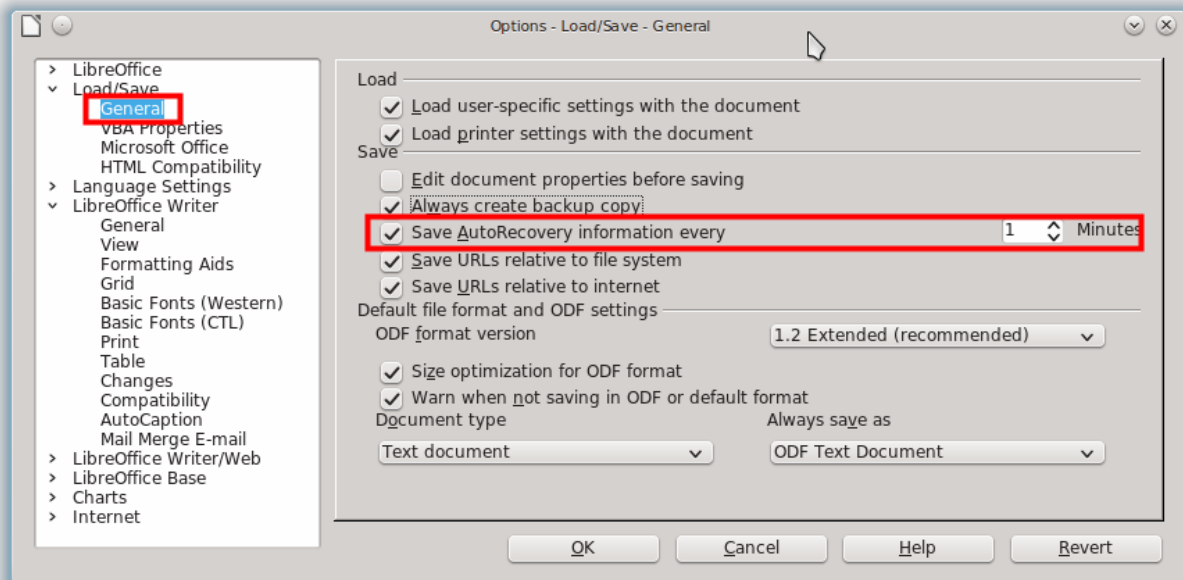 Options - Load/Save - General
LibreOffice
Load/Save
General
VBA Properties
Microsoft Office
HTML Compatibility
Language Settings
LibreOffice Writer
General
View
Formatting Aids
Grid
Basic Fonts (Western)
Basic Fonts (CTL)
Print
Table
Changes
Compatibility
AutoCaption
Mail Merge E-mail
LibreOffice Writer/Web
LibreOffice Base
Charts
Internet
Load
Load user-specific settings with the document
Load printer settings with the document
Save
Edit document properties before saving
Always create backup copy
Save AutoRecovery information every 1 Minutes
Save URLs relative to file system
Save URLs relative to internet
Default file format and ODF settings
ODF format version 1.2 Extended (recommended)
Size optimization for ODF format
Warn when not saving in ODF or default format
Document type Always save as
Text document ODF Text Document
OK Cancel Help Revert